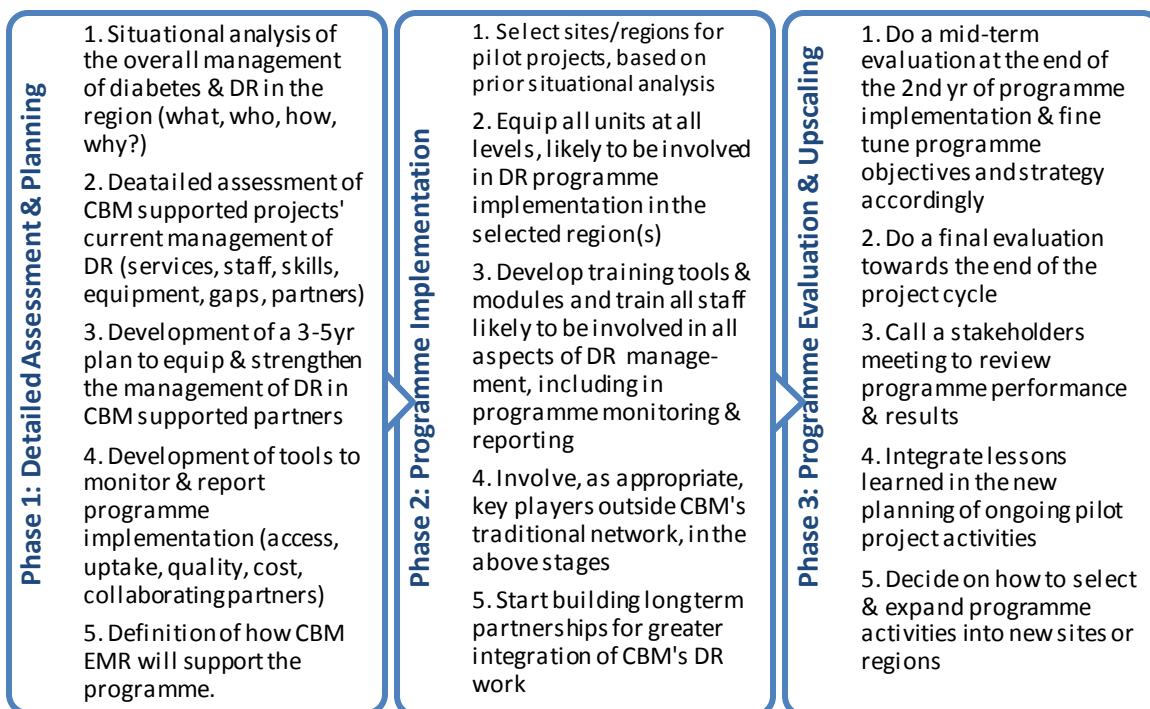 Phase 1: Detailed Assessment & Planning
1. Situational analysis of
the overall management
of diabetes & DR in the
region (what, who, how,
why?)
2. Deatailed assessment of
CBM supported projects'
current management of
DR (services, staff, skills,
equipment, gaps, partners)
3. Development of a 3-5yr
plan to equip & strengthen
the management of DR in
CBM supported partners
4. Development of tools to
monitor & report
programme
implementation (access,
uptake, quality, cost,
collaborating partners)
5. Definition of how CBM
EMR will support the
programme.
Phase 2: Programme Implementation
1. Select sites/regions for
pilot projects, based on
prior situational analysis
2. Equip all units at all
levels, likely to be involved
in DR programme
implementation in the
selected region(s)
3. Develop training tools &
modules and train all staff
likely to be involved in all
aspects of DR manage-
ment, including in
programme monitoring &
reporting
4. Involve, as appropriate,
key players outside CBM's
traditional network, in the
above stages
5. Start building long term
partnerships for greater
integration of CBM's DR
work
Phase 3: Programme Evaluation & Upscaling
1. Do a mid-term
evaluation at the end of
the 2nd yr of programme
implementation & fine
tune programme
objectives and strategy
accordingly
2. Do a final evaluation
towards the end of the
project cycle
3. Call a stakeholders
meeting to review
programme performance
& results
4. Integrate lessons
learned in the new
planning of ongoing pilot
project activities
5. Decide on how to select
& expand programme
activities into new sites or
regions